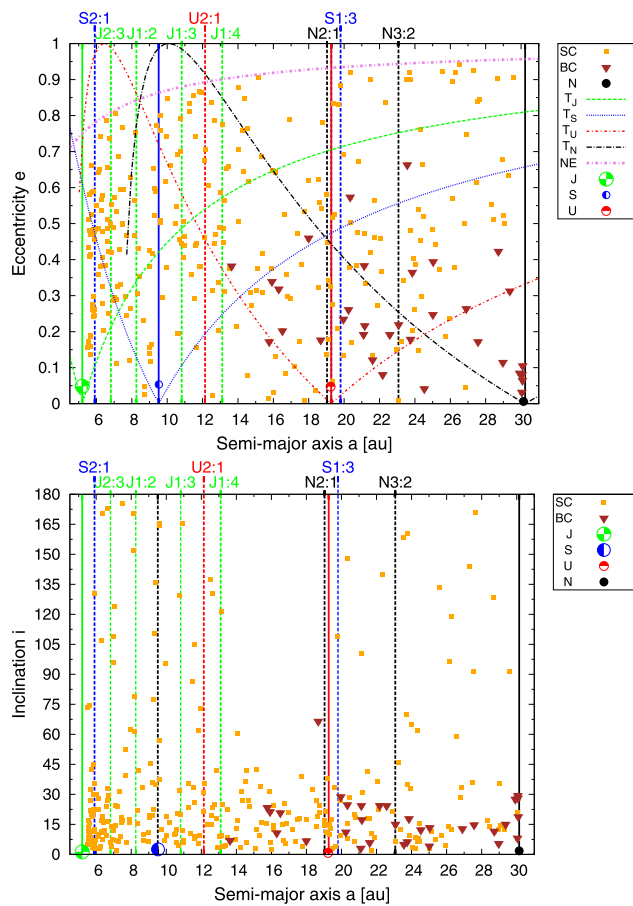 S2:1 U2:1 S1:3
J2:3 J1:2 J1:3 J1:4 N2:1 N3:2
1
0.9
0.8
0.7
0.6
0.5
0.4
0.3
0.2
0.1
0
Eccentricity e
6 8 10 12 14 16 18 20 22 24 26 28 30
Semi-major axis a [au]
SC
BC
N
T_J
T_S
T_U
T_N
NE
J
S
U
S2:1 U2:1 S1:3
J2:3 J1:2 J1:3 J1:4 N2:1 N3:2
180
165
150
135
120
105
90
75
60
45
30
15
0
Inclination i
6 8 10 12 14 16 18 20 22 24 26 28 30
Semi-major axis a [au]
SC
BC
J
S
U
N